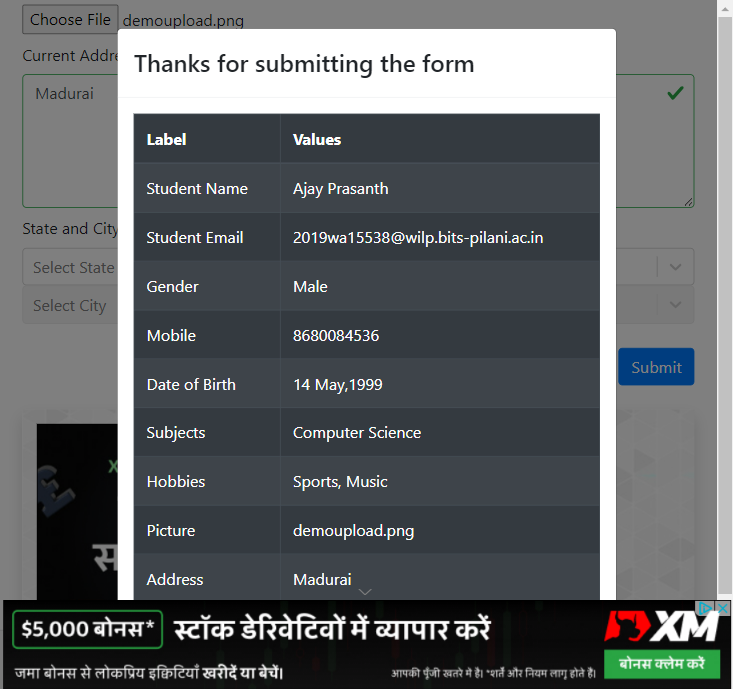 Choose File demoupload.png
Current Addre
Madurai
Thanks for submitting the form
Label Values
Student Name Ajay Prasanth
Student Email 2019wa15538@wilp.bits-pilani.ac.in
Gender Male
Mobile 8680084536
Date of Birth 14 May,1999
Subjects Computer Science
Hobbies Sports, Music
Picture demoupload.png
Address Madurai
State and City
Select State
Select City
Submit
X
स
$5,000 बोनस* स्टॉक डेरिवेटिवों में व्यापार करें
जमा बोनस से लोकप्रिय इक्विटियाँ खरीदें या बेचें।
आपकी पूँजी खतरे में है। *शर्तें और नियम लागू होते हैं।
XM
बोनस क्लेम करें